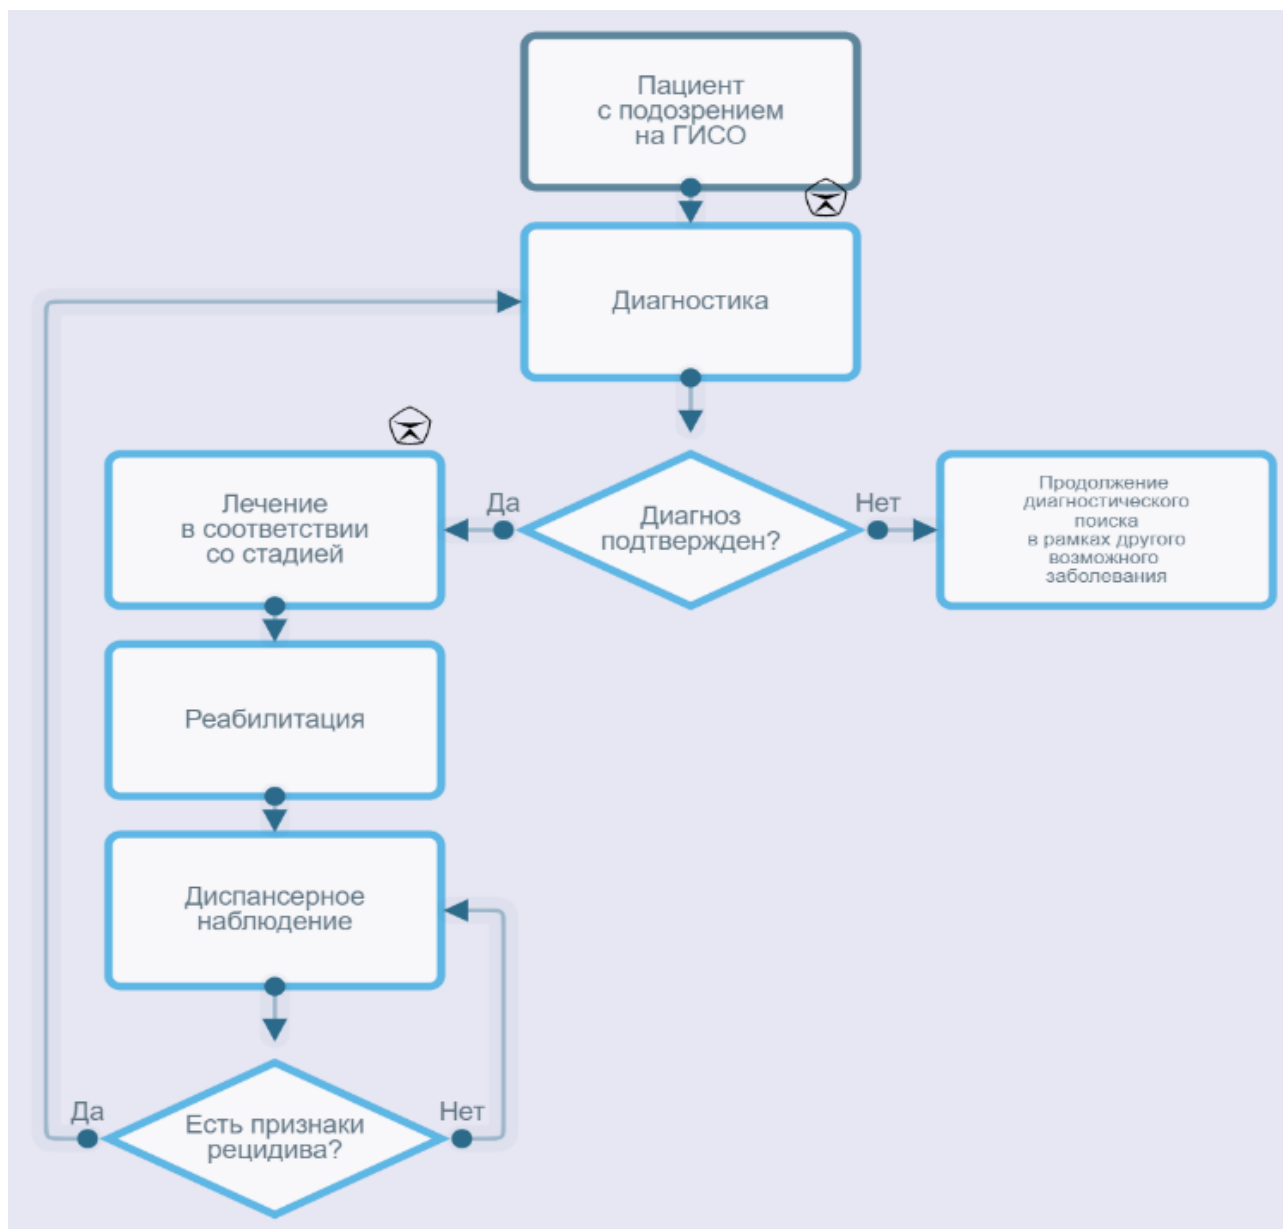 Пациент
с подозрением
на ГИСО
Диагностика
Лечение
в соответствии
со стадией
Да
Диагноз
подтвержден?
Нет
Продолжение
диагностического
поиска
в рамках другого
возможного
заболевания
Реабилитация
Диспансерное
наблюдение
Да
Есть признаки
рецидива?
Нет